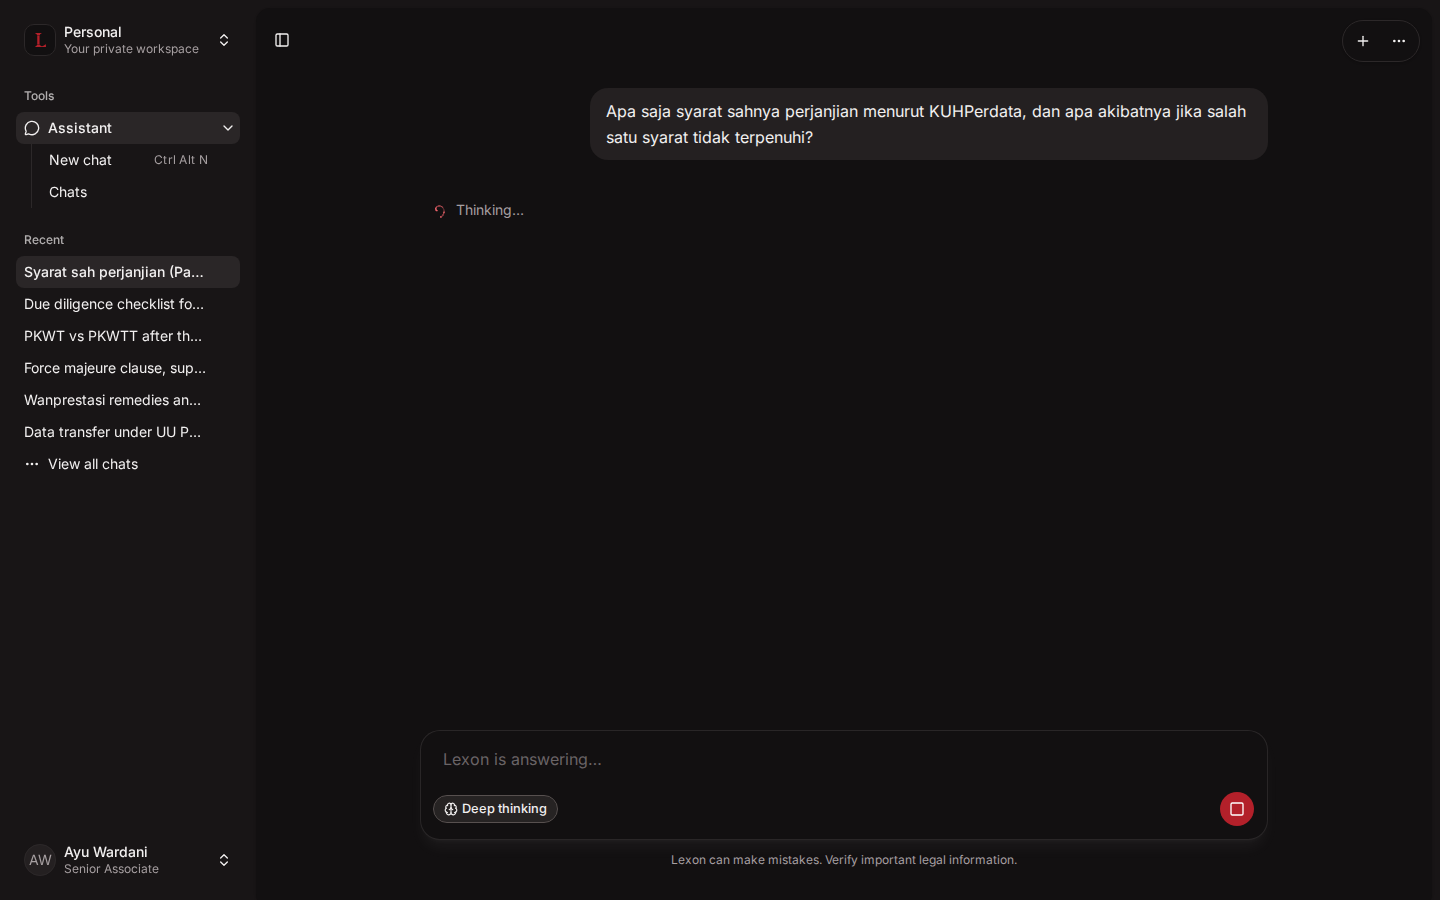 L
Personal
Your private workspace
Tools
Assistant
New chat Ctrl Alt N
Chats
Recent
Syarat sah perjanjian (Pa...
Due diligence checklist fo...
PKWT vs PKWTT after th...
Force majeure clause, sup...
Wanprestasi remedies an...
Data transfer under UU P...
View all chats
AW
Ayu Wardani
Senior Associate
Apa saja syarat sahnya perjanjian menurut KUHPerdata, dan apa akibatnya jika salah
satu syarat tidak terpenuhi?
Thinking...
Lexon is answering...
Deep thinking
Lexon can make mistakes. Verify important legal information.